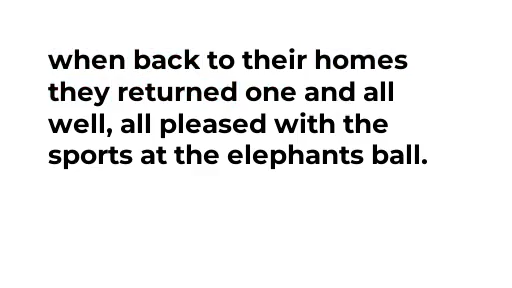 when back to their homes
they returned one and all
well, all pleased with the
sports at the elephants ball.